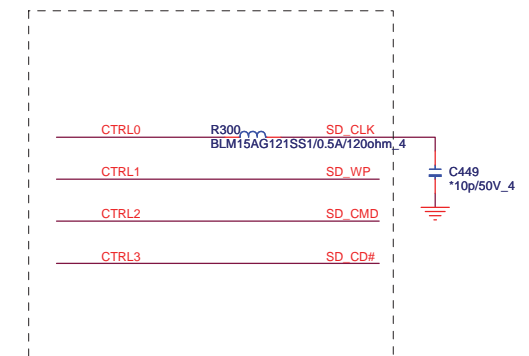 CTRL0 R300 SD_CLK
BLM15AG121SS1/0.5A/120ohm_4
CTRL1 SD_WP C449
*10p/50V_4
CTRL2 SD_CMD
CTRL3 SD_CD#